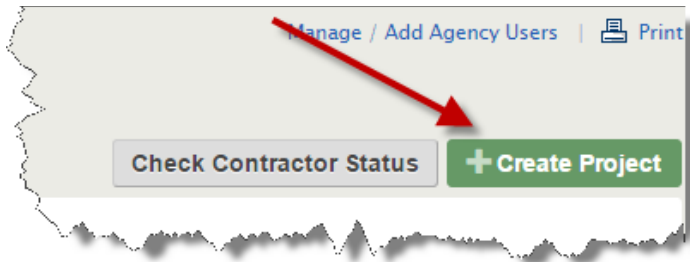 Manage / Add Agency Users | Print
Check Contractor Status + Create Project